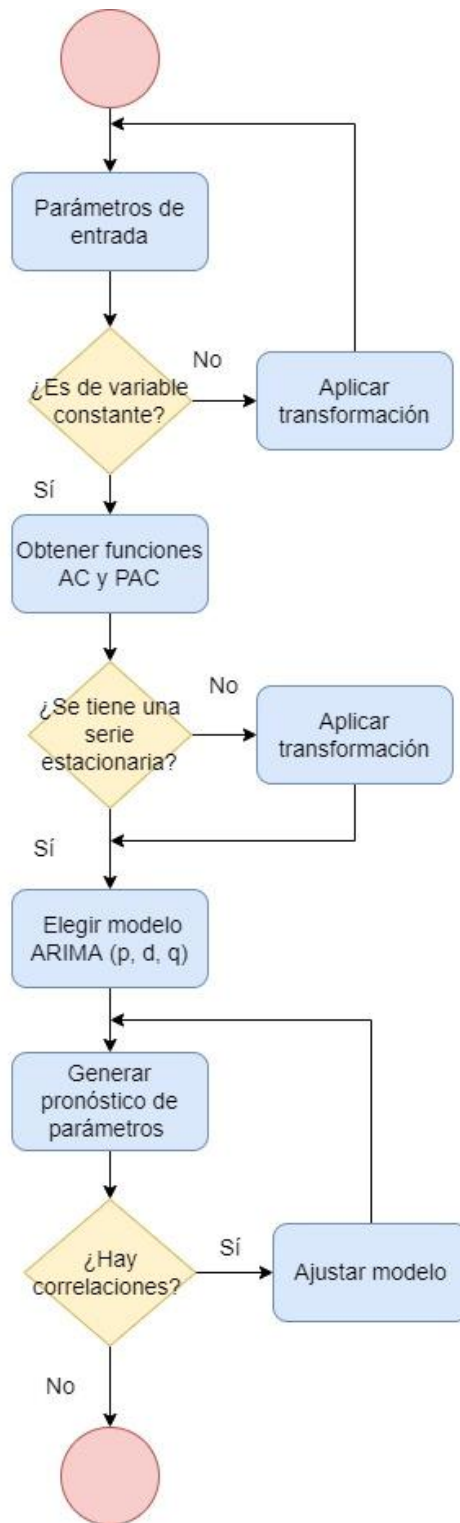 Parámetros de
entrada
¿Es de variable
constante?
No
Aplicar
transformación
Sí
Obtener funciones
AC y PAC
¿Se tiene una
serie
estacionaria?
No
Aplicar
transformación
Sí
Elegir modelo
ARIMA (p, d, q)
Generar
pronóstico de
parámetros
¿Hay
correlaciones?
Sí
Ajustar modelo
No